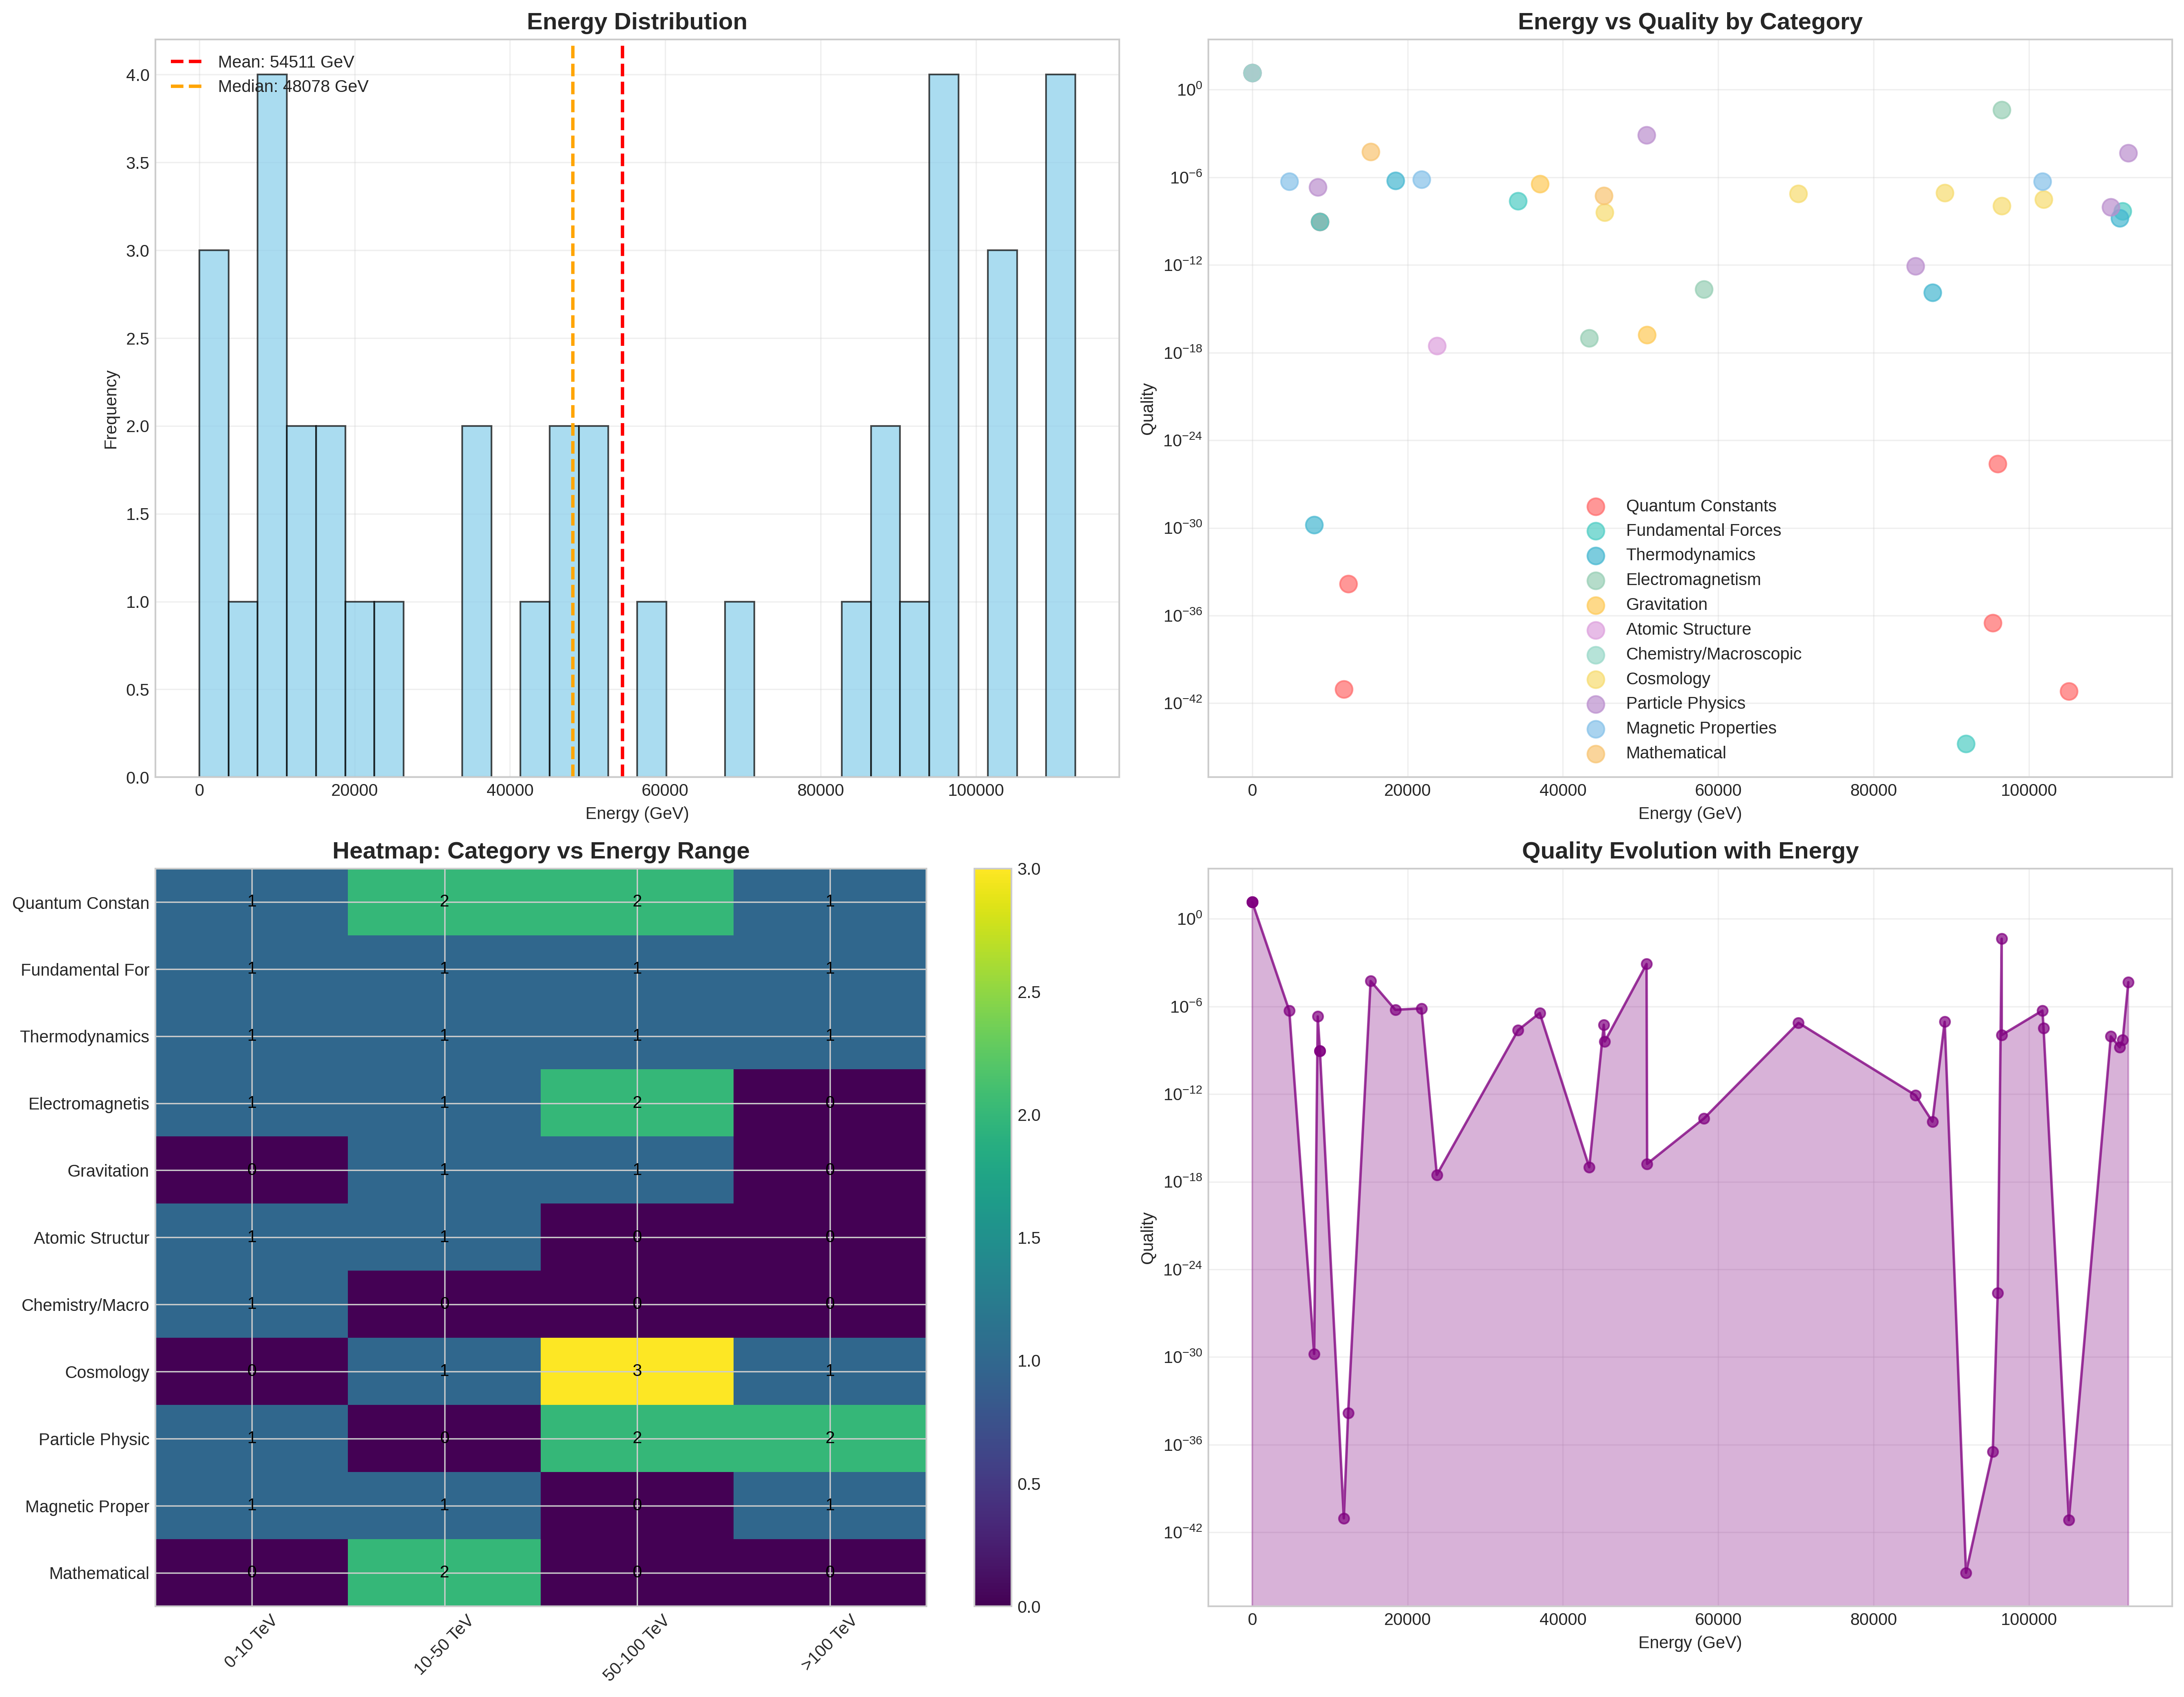 Energy Distribution
Mean: 54511 GeV
Median: 48078 GeV
4.0
3.5
3.0
2.5
2.0
1.5
1.0
0.5
0.0
Frequency
0 20000 40000 60000 80000 100000
Energy (GeV)
Energy vs Quality by Category
10⁰
10⁻⁶
10⁻¹²
10⁻¹⁸
10⁻²⁴
10⁻³⁰
10⁻³⁶
10⁻⁴²
Quality
Quantum Constants
Fundamental Forces
Thermodynamics
Electromagnetism
Gravitation
Atomic Structure
Chemistry/Macroscopic
Cosmology
Particle Physics
Magnetic Properties
Mathematical
0 20000 40000 60000 80000 100000
Energy (GeV)
Heatmap: Category vs Energy Range
Quantum Constan 1 2 2 1
Fundamental For 1 1 1 1
Thermodynamics 1 1 1 1
Electromagnetis 1 1 2 0
Gravitation 0 1 1 0
Atomic Structur 1 1 0 0
Chemistry/Macro 1 0 0 0
Cosmology 0 1 3 1
Particle Physic 1 0 2 2
Magnetic Proper 1 1 0 1
Mathematical 0 2 0 0
0-10 TeV 10-50 TeV 50-100 TeV >100 TeV
3.0
2.5
2.0
1.5
1.0
0.5
0.0
Quality Evolution with Energy
10⁰
10⁻⁶
10⁻¹²
10⁻¹⁸
10⁻²⁴
10⁻³⁰
10⁻³⁶
10⁻⁴²
Quality
0 20000 40000 60000 80000 100000
Energy (GeV)